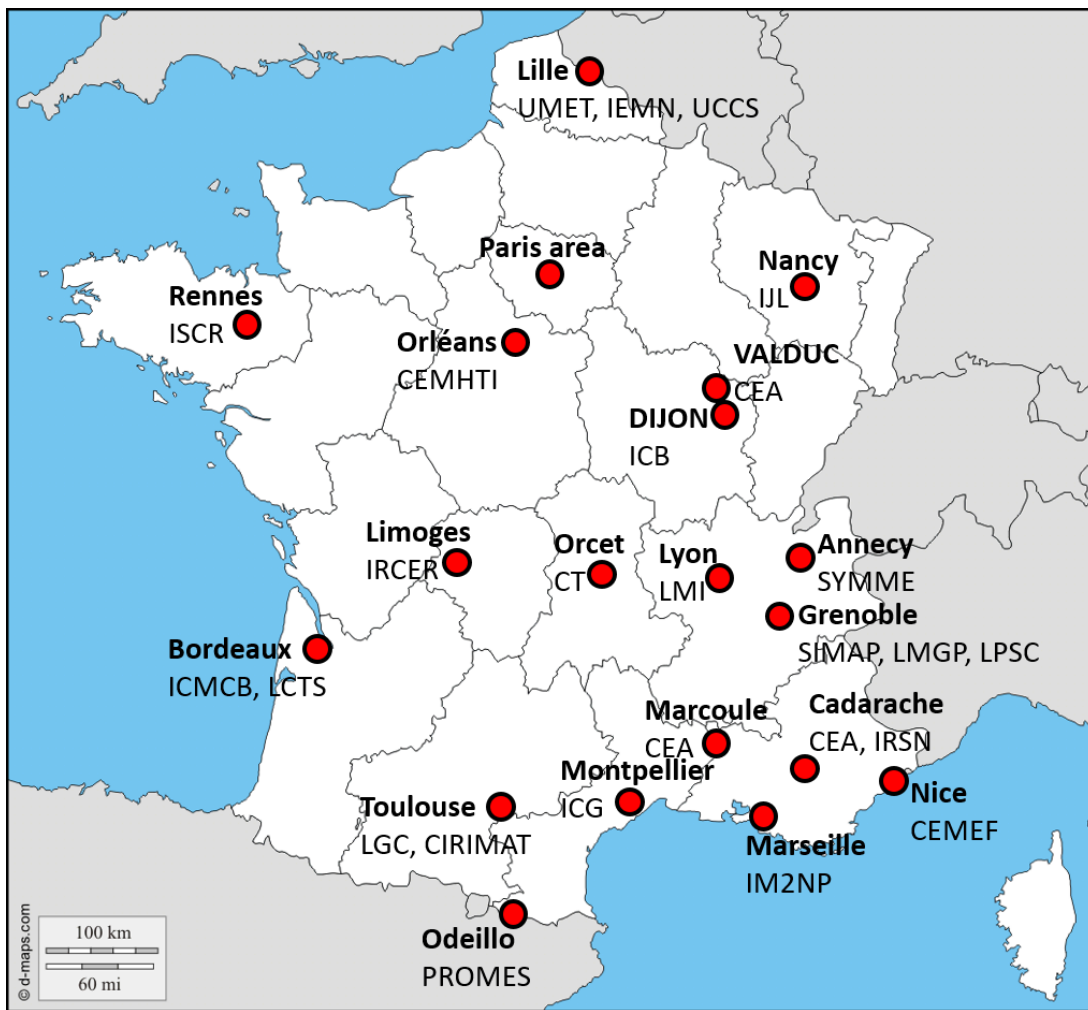 Lille
UMET, IEMN, UCCS
Paris area
Nancy
IJL
Rennes
ISCR
Orléans
CEMHTI
VALDUC
CEA
DIJON
ICB
Limoges
IRCER
Orcet
CT
Lyon
LMI
Annecy
SYMME
Grenoble
SIMAP, LMGP, LPSC
Bordeaux
ICMCB, LCTS
Marcoule
CEA
Cadarache
CEA, IRSN
Montpellier
ICG
Toulouse
LGC, CIRIMAT
Nice
CEMEF
Marseille
IM2NP
Odeillo
PROMES
100 km
60 mi
© d-maps.com